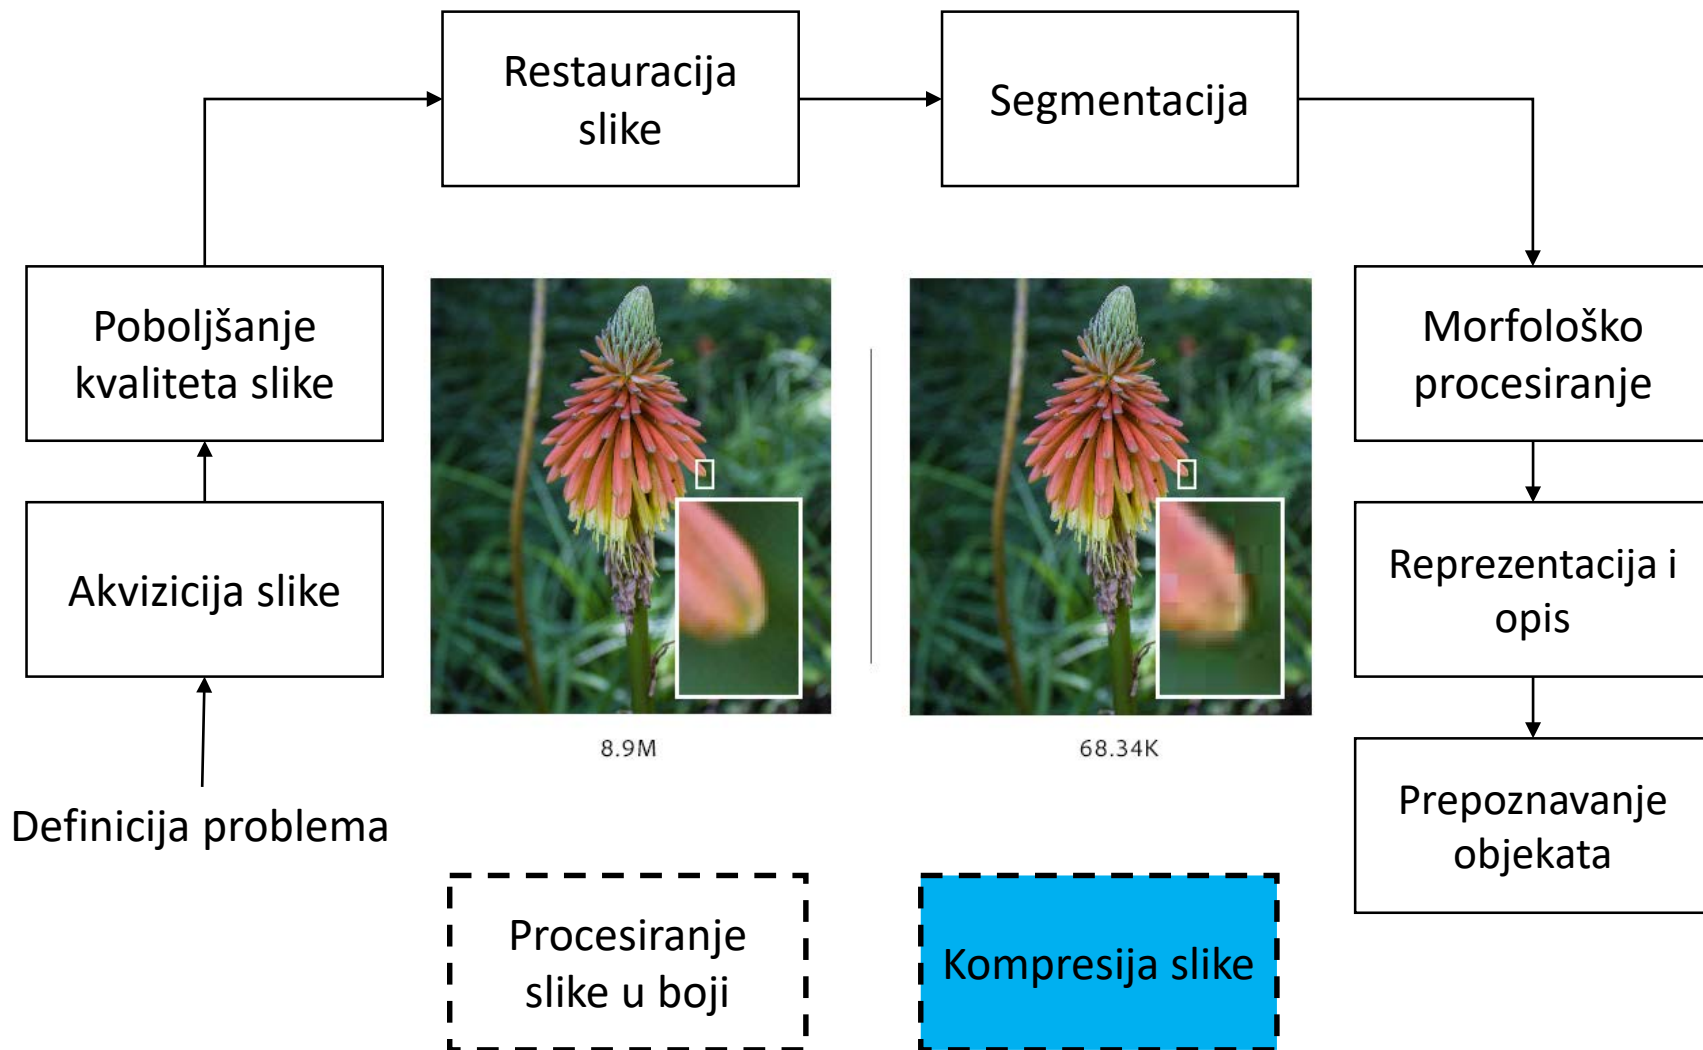 Restauracija
slike
Segmentacija
Poboljšanje
kvaliteta slike
Morfološko
procesiranje
Akvizicija slike
Reprezentacija i
opis
8.9M
68.34K
Definicija problema
Prepoznavanje
objekata
Procesiranje
slike u boji
Kompresija slike